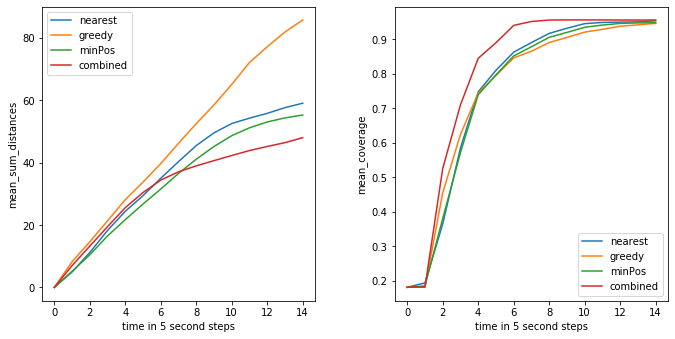 nearest
greedy
minPos
combined
mean_sum_distances
80
60
40
20
0
0 2 4 6 8 10 12 14
time in 5 second steps
mean_coverage
0.9
0.8
0.7
0.6
0.5
0.4
0.3
0.2
nearest
greedy
minPos
combined
0 2 4 6 8 10 12 14
time in 5 second steps